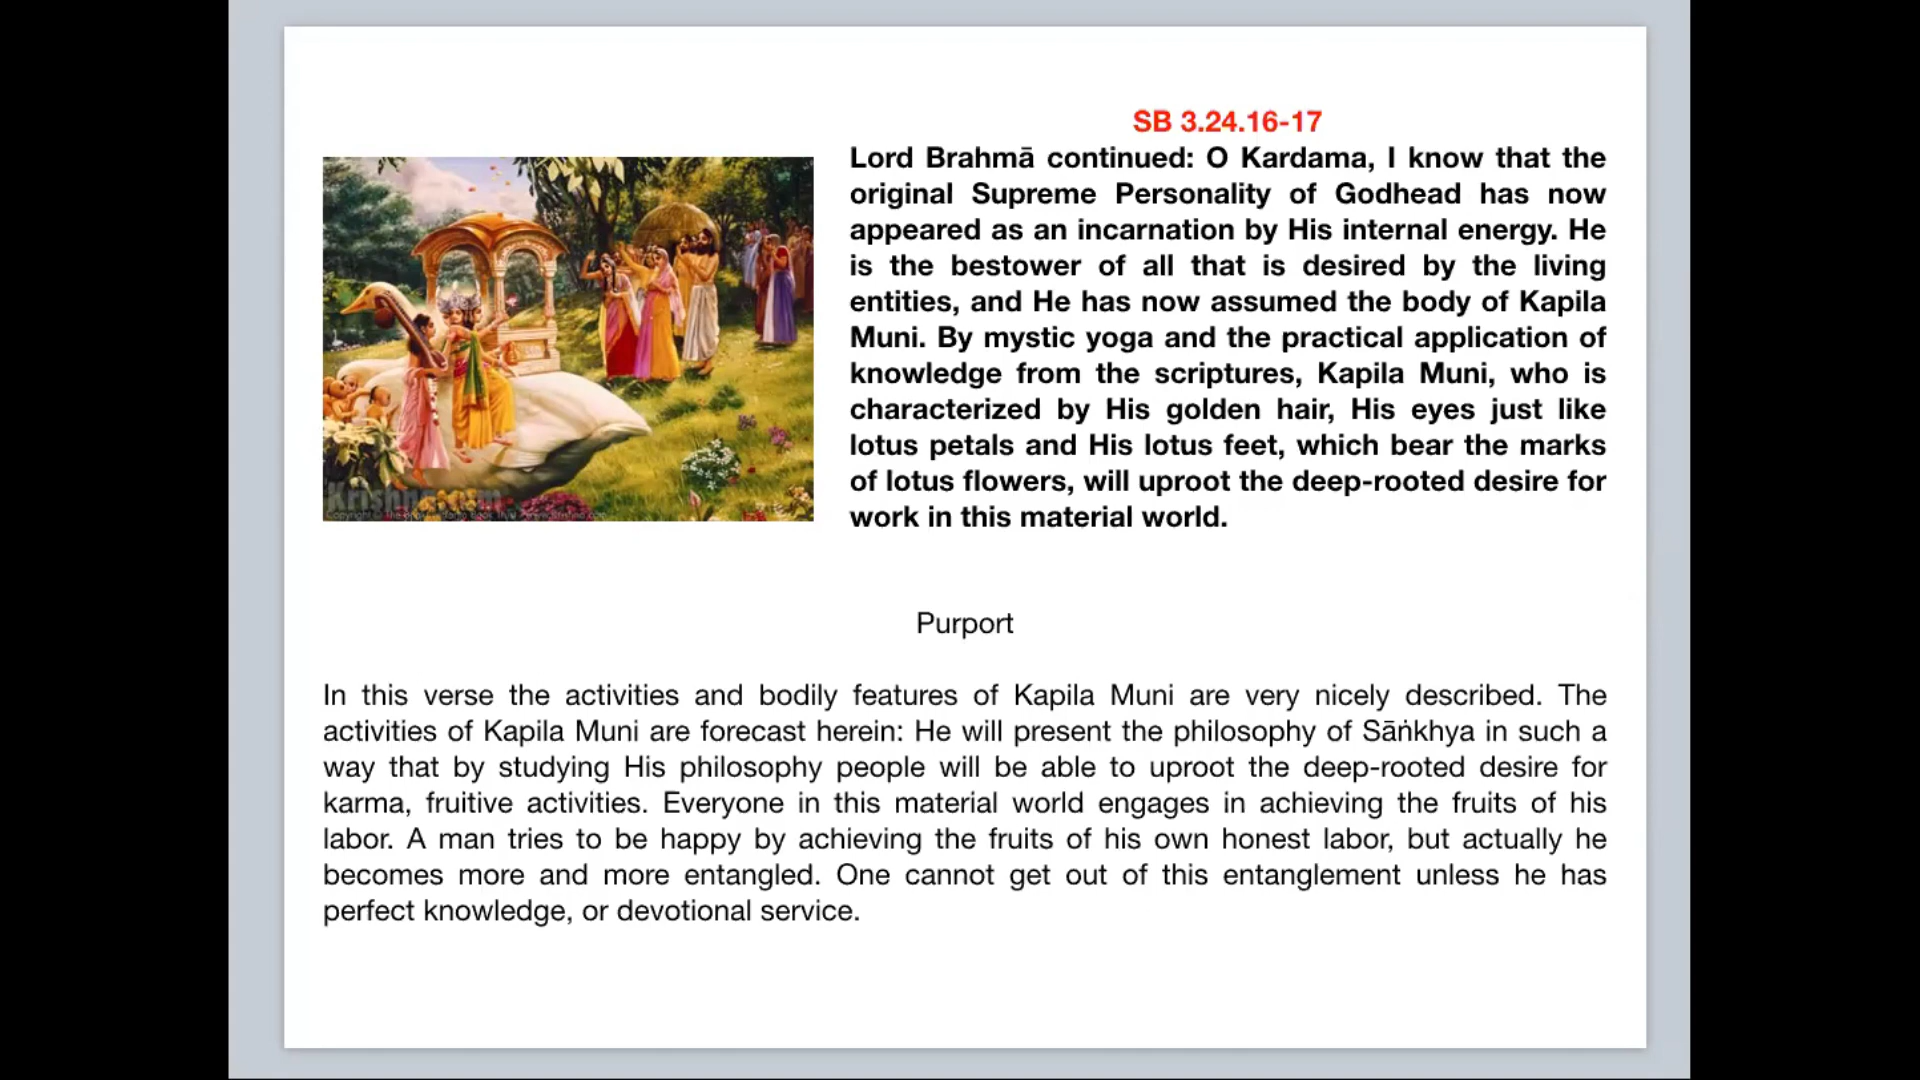 SB 3.24.16-17
Lord Brahmā continued: O Kardama, I know that the
original Supreme Personality of Godhead has now
appeared as an incarnation by His internal energy. He
is the bestower of all that is desired by the living
entities, and He has now assumed the body of Kapila
Muni. By mystic yoga and the practical application of
knowledge from the scriptures, Kapila Muni, who is
characterized by His golden hair, His eyes just like
lotus petals and His lotus feet, which bear the marks
of lotus flowers, will uproot the deep-rooted desire for
work in this material world.
Purport
In this verse the activities and bodily features of Kapila Muni are very nicely described. The
activities of Kapila Muni are forecast herein: He will present the philosophy of Sāṅkhya in such a
way that by studying His philosophy people will be able to uproot the deep-rooted desire for
karma, fruitive activities. Everyone in this material world engages in achieving the fruits of his
labor. A man tries to be happy by achieving the fruits of his own honest labor, but actually he
becomes more and more entangled. One cannot get out of this entanglement unless he has
perfect knowledge, or devotional service.